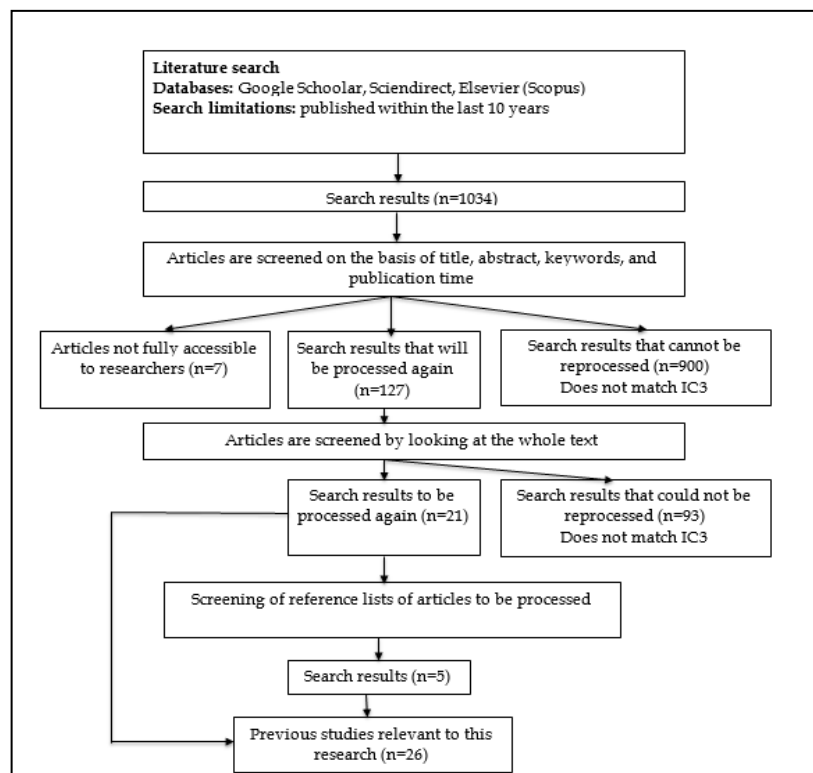 Literature search
Databases: Google Schoolar, Sciendirect, Elsevier (Scopus)
Search limitations: published within the last 10 years
Search results (n=1034)
Articles are screened on the basis of title, abstract, keywords, and
publication time
Articles not fully accessible
to researchers (n=7)
Search results that will
be processed again
(n=127)
Search results that cannot be
reprocessed (n=900)
Does not match IC3
Articles are screened by looking at the whole text
Search results to be
processed again (n=21)
Search results that could not be
reprocessed (n=93)
Does not match IC3
Screening of reference lists of articles to be processed
Search results (n=5)
Previous studies relevant to this
research (n=26)